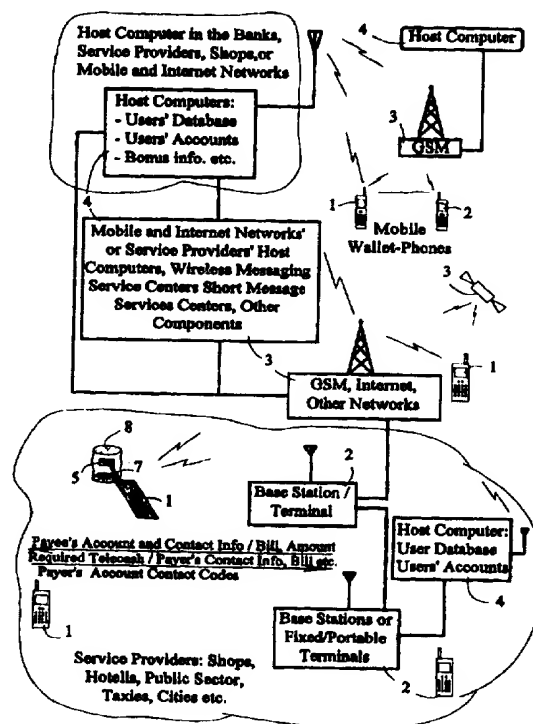 Host Computer in the Banks,
Service Providers, Shops,or
Mobile and Internet Networks
Host Computers:
- Users' Database
- Users' Accounts
- Bonus info. etc.
4
4
Host Computer
3
GSM
1
2
Mobile
Wallet-Phones
Mobile and Internet Networks'
or Service Providers' Host
Computers, Wireless Messaging
Service Centers Short Message
Services Centers, Other
Components
3
3
1
GSM, Internet,
Other Networks
8
5
7
1
2
Base Station /
Terminal
Payee's Account and Contact Info / Bill Amount
Required Telecash / Payer's Contact Info, Bill etc.
Payer's Account Contact Codes
1
Host Computer:
User Database
Users' Accounts
4
Base Stations or
Fixed/Portable
Terminals
2
2
Service Providers: Shops,
Hotells, Public Sector,
Taxies, Cities etc.